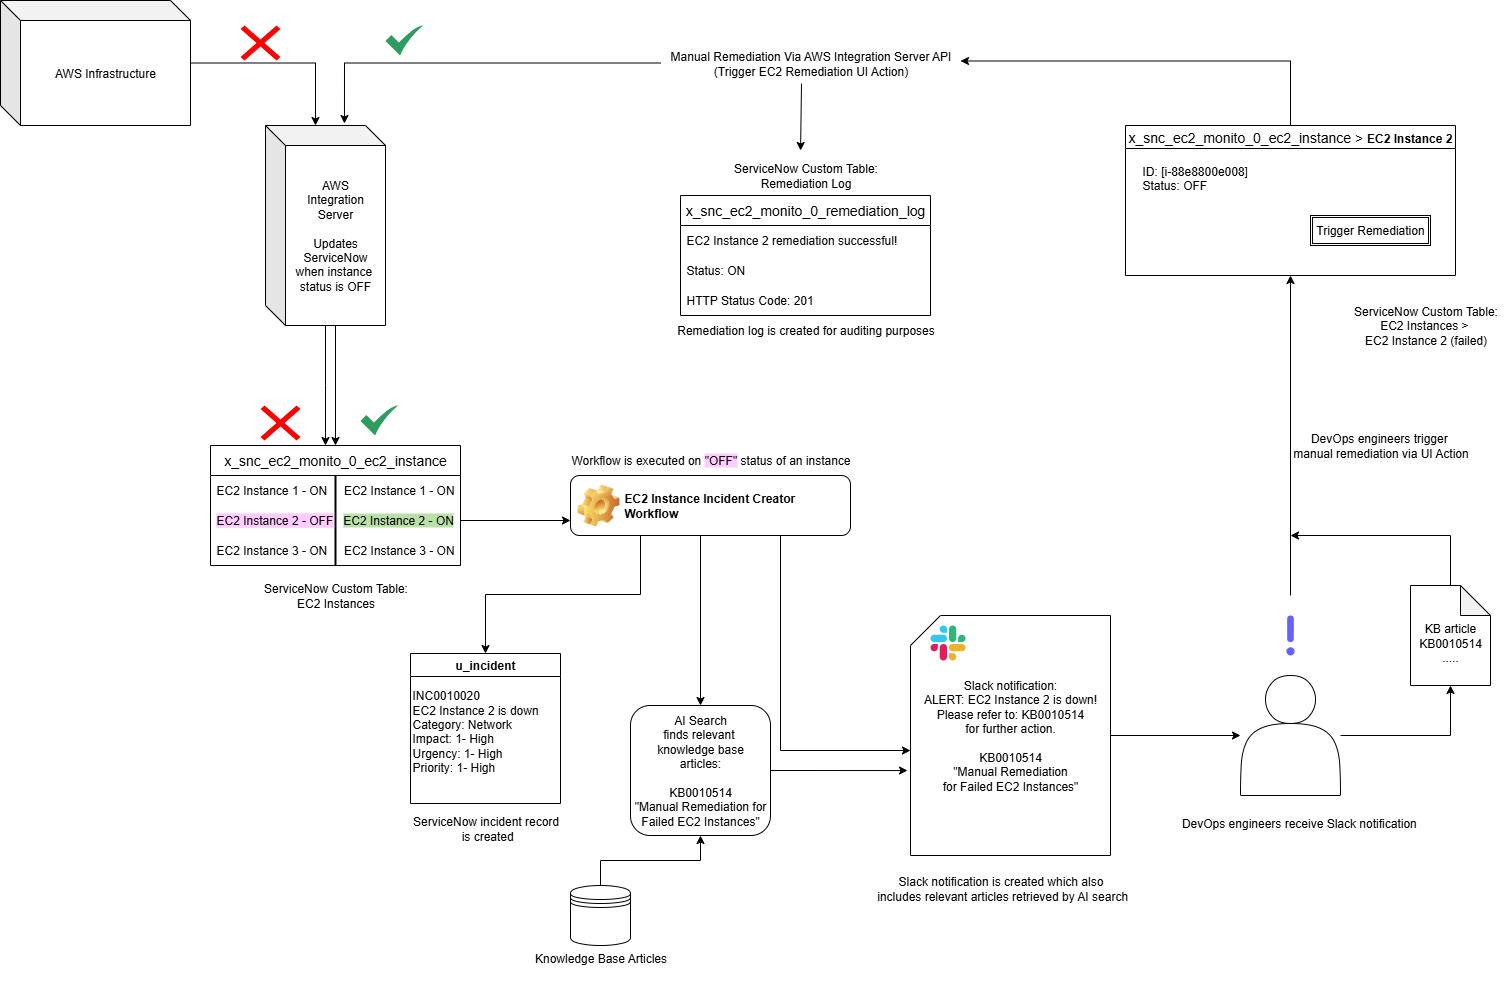 AWS Infrastructure
Manual Remediation Via AWS Integration Server API
(Trigger EC2 Remediation UI Action)
x_snc_ec2_monito_0_ec2_instance > EC2 Instance 2
ID: [i-88e8800e008]
Status: OFF
Trigger Remediation
ServiceNow Custom Table:
EC2 Instances >
EC2 Instance 2 (failed)
AWS
Integration
Server
Updates
ServiceNow
when instance
status is OFF
ServiceNow Custom Table:
Remediation Log
x_snc_ec2_monito_0_remediation_log
EC2 Instance 2 remediation successful!
Status: ON
HTTP Status Code: 201
Remediation log is created for auditing purposes
x_snc_ec2_monito_0_ec2_instance
EC2 Instance 1 - ON
EC2 Instance 2 - OFF
EC2 Instance 3 - ON
EC2 Instance 1 - ON
EC2 Instance 2 - ON
EC2 Instance 3 - ON
ServiceNow Custom Table:
EC2 Instances
Workflow is executed on "OFF" status of an instance
EC2 Instance Incident Creator
Workflow
DevOps engineers trigger
manual remediation via UI Action
u_incident
INC0010020
EC2 Instance 2 is down
Category: Network
Impact: 1- High
Urgency: 1- High
Priority: 1- High
ServiceNow incident record
is created
AI Search
finds relevant
knowledge base
articles:
KB0010514
"Manual Remediation for
Failed EC2 Instances"
Knowledge Base Articles
Slack notification:
ALERT: EC2 Instance 2 is down!
Please refer to: KB0010514
for further action.
KB0010514
"Manual Remediation
for Failed EC2 Instances"
Slack notification is created which also
includes relevant articles retrieved by AI search
DevOps engineers receive Slack notification
KB article
KB0010514
.....